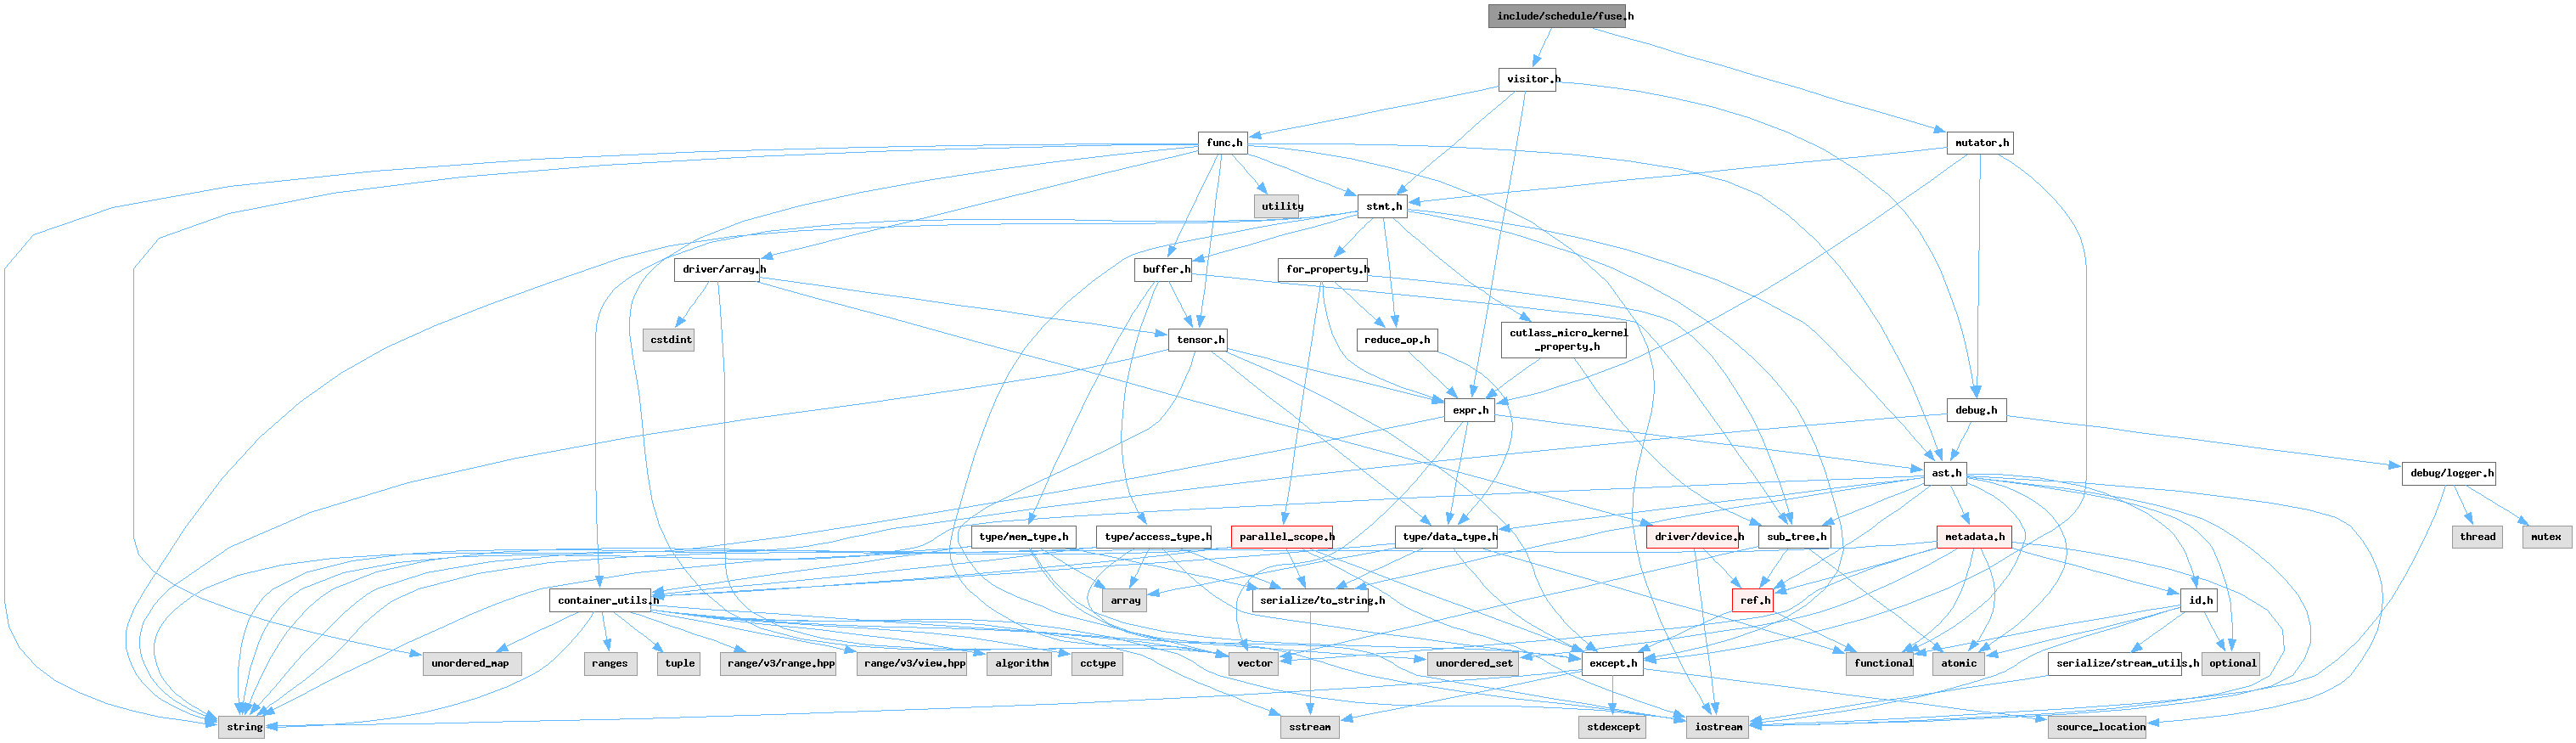 include/schedule/fuse.h
visitor.h
func.h
mutator.h
utility
stmt.h
driver/array.h
buffer.h
for_property.h
cstdint
tensor.h
reduce_op.h
cutlass_micro_kernel
_property.h
expr.h
debug.h
ast.h
debug/logger.h
type/mem_type.h
type/access_type.h
parallel_scope.h
type/data_type.h
driver/device.h
sub_tree.h
metadata.h
thread
mutex
container_utils.h
array
serialize/to_string.h
ref.h
id.h
unordered_map
ranges
tuple
range/v3/range.hpp
range/v3/view.hpp
algorithm
cctype
vector
unordered_set
except.h
functional
atomic
serialize/stream_utils.h
optional
string
sstream
stdexcept
iostream
source_location